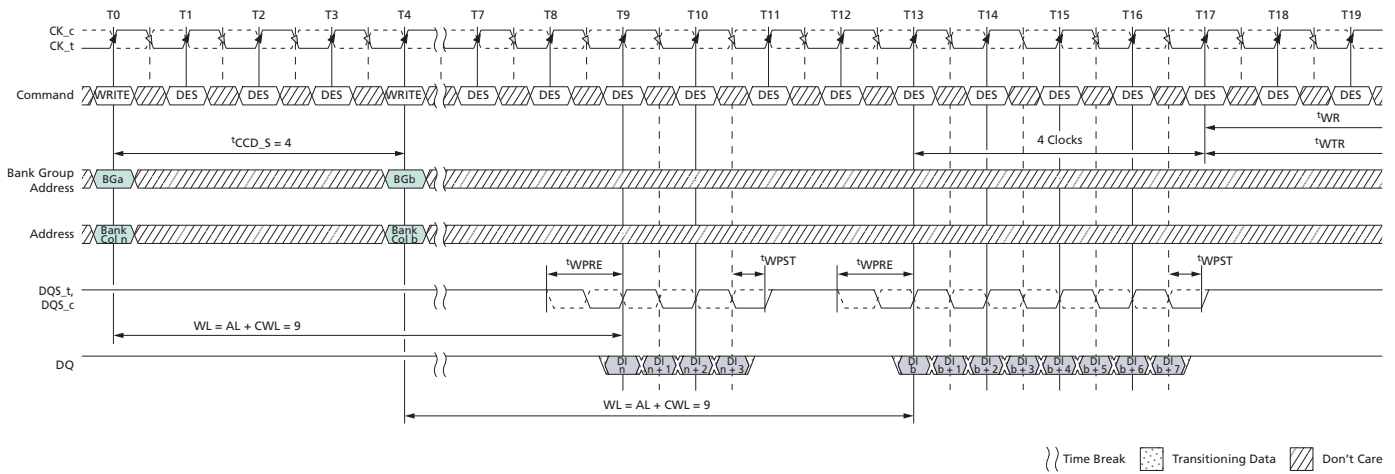 T0 T1 T2 T3 T4 T7 T8 T9 T10 T11 T12 T13 T14 T15 T16 T17 T18 T19
CK_c
CK_t
Command WRITE DES DES DES WRITE DES DES DES DES DES DES DES DES DES DES DES DES DES
tWR
tCCD_S = 4 4 Clocks tWTR
Bank Group
Address BGa BGb
Address Bank
Col n Bank
Col b
tWPRE tWPST tWPRE tWPST
DQS_t,
DQS_c
WL = AL + CWL = 9
DQ DI
n DI
n + 1 DI
n + 2 DI
n + 3 DI
b DI
b + 1 DI
b + 2 DI
b + 3 DI
b + 4 DI
b + 5 DI
b + 6 DI
b + 7
WL = AL + CWL = 9
Time Break Transitioning Data Don't Care